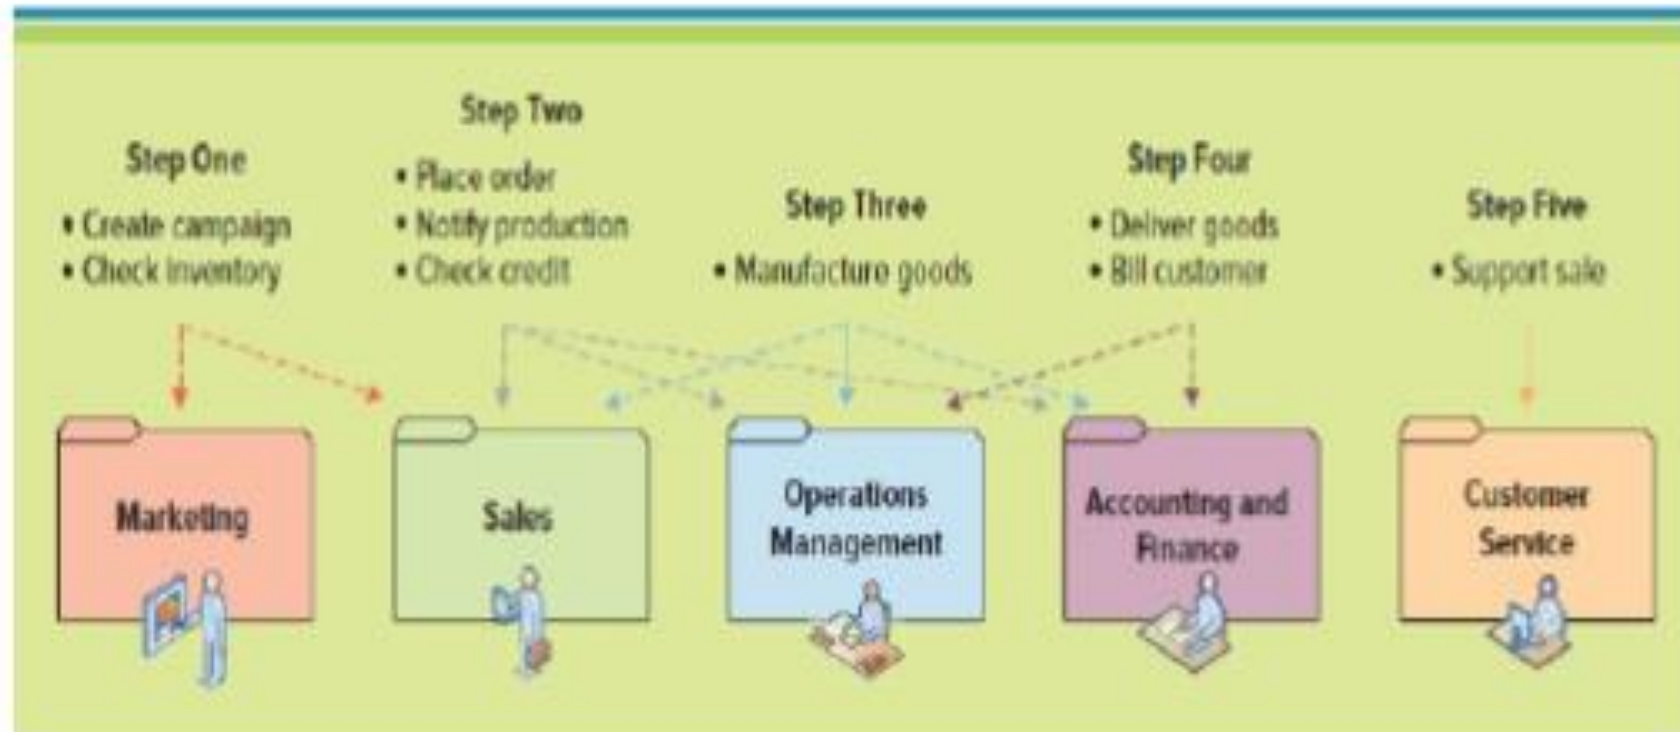 Step One
• Create campaign
• Check inventory
Step Two
• Place order
• Notify production
• Check credit
Step Three
• Manufacture goods
Step Four
• Deliver goods
• Bill customer
Step Five
• Support sale
Marketing
Sales
Operations
Management
Accounting and
Finance
Customer
Service